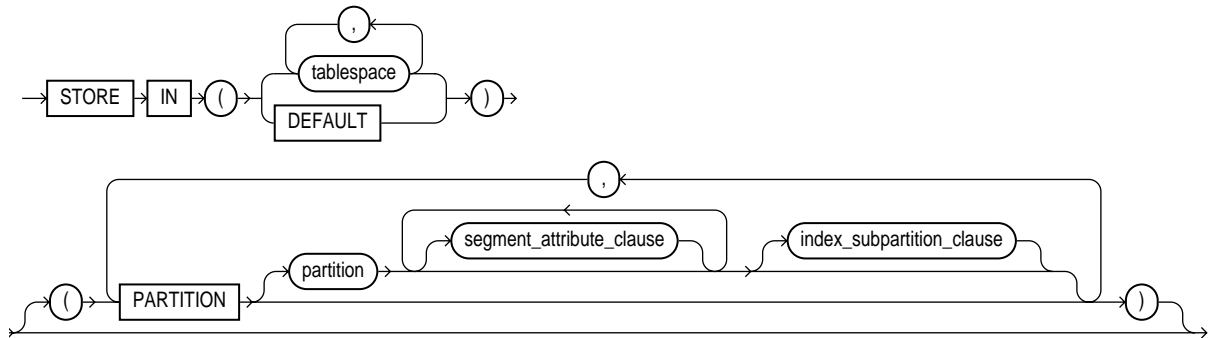 ,
tablespace
STORE IN ( )
DEFAULT
,
segment_attribute_clause index_subpartition_clause
partition
( PARTITION )